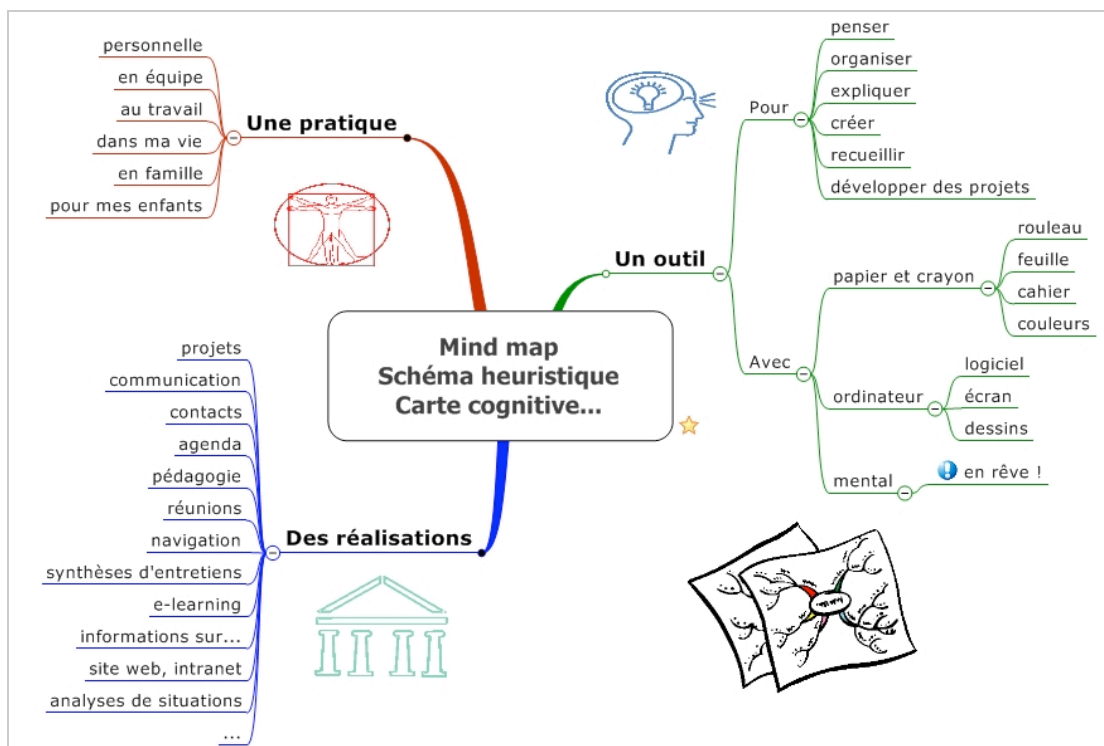 Mind map
Schéma heuristique
Carte cognitive...
Une pratique
personnelle
en équipe
au travail
dans ma vie
en famille
pour mes enfants
Un outil
Pour
penser
organiser
expliquer
créer
recueillir
développer des projets
Avec
papier et crayon
rouleau
feuille
cahier
couleurs
ordinateur
logiciel
écran
dessins
mental
en rêve !
Des réalisations
projets
communication
contacts
agenda
pédagogie
réunions
navigation
synthèses d'entretiens
e-learning
informations sur...
site web, intranet
analyses de situations
...